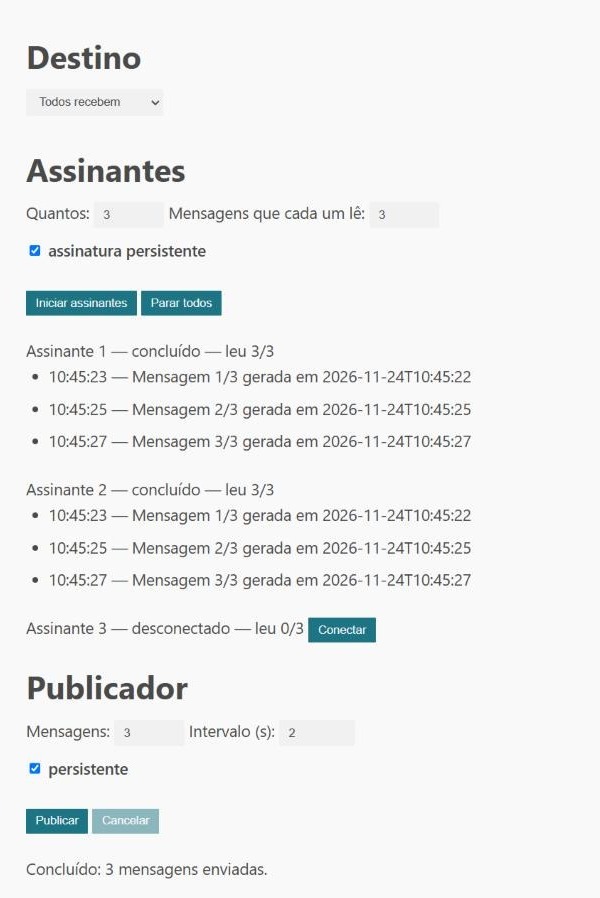 Destino
Todos recebem
Assinantes
Quantos: 3 Mensagens que cada um lê: 3
assinatura persistente
Iniciar assinantes Parar todos
Assinante 1 — concluído — leu 3/3
• 10:45:23 — Mensagem 1/3 gerada em 2026-11-24T10:45:22
• 10:45:25 — Mensagem 2/3 gerada em 2026-11-24T10:45:25
• 10:45:27 — Mensagem 3/3 gerada em 2026-11-24T10:45:27
Assinante 2 — concluído — leu 3/3
• 10:45:23 — Mensagem 1/3 gerada em 2026-11-24T10:45:22
• 10:45:25 — Mensagem 2/3 gerada em 2026-11-24T10:45:25
• 10:45:27 — Mensagem 3/3 gerada em 2026-11-24T10:45:27
Assinante 3 — desconectado — leu 0/3 Conectar
Publicador
Mensagens: 3 Intervalo (s): 2
persistente
Publicar Cancelar
Concluído: 3 mensagens enviadas.